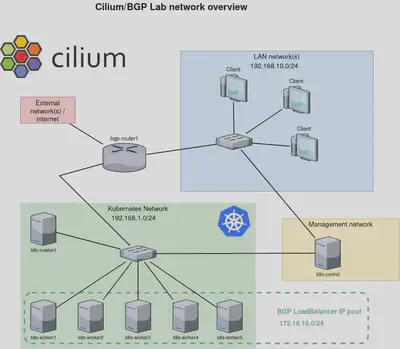 Cilium/BGP Lab network overview
cilium
LAN network(s)
192.168.10.0/24
Client
Client
Client
External
network(s) /
internet
bgp-router1
Kubernetes Network
192.168.1.0/24
Management network
k8s-master1
k8s-control
BGP LoadBalancer IP pool
172.16.10.0/24
k8s-worker1
k8s-worker2
k8s-worker3
k8s-worker4
k8s-worker5